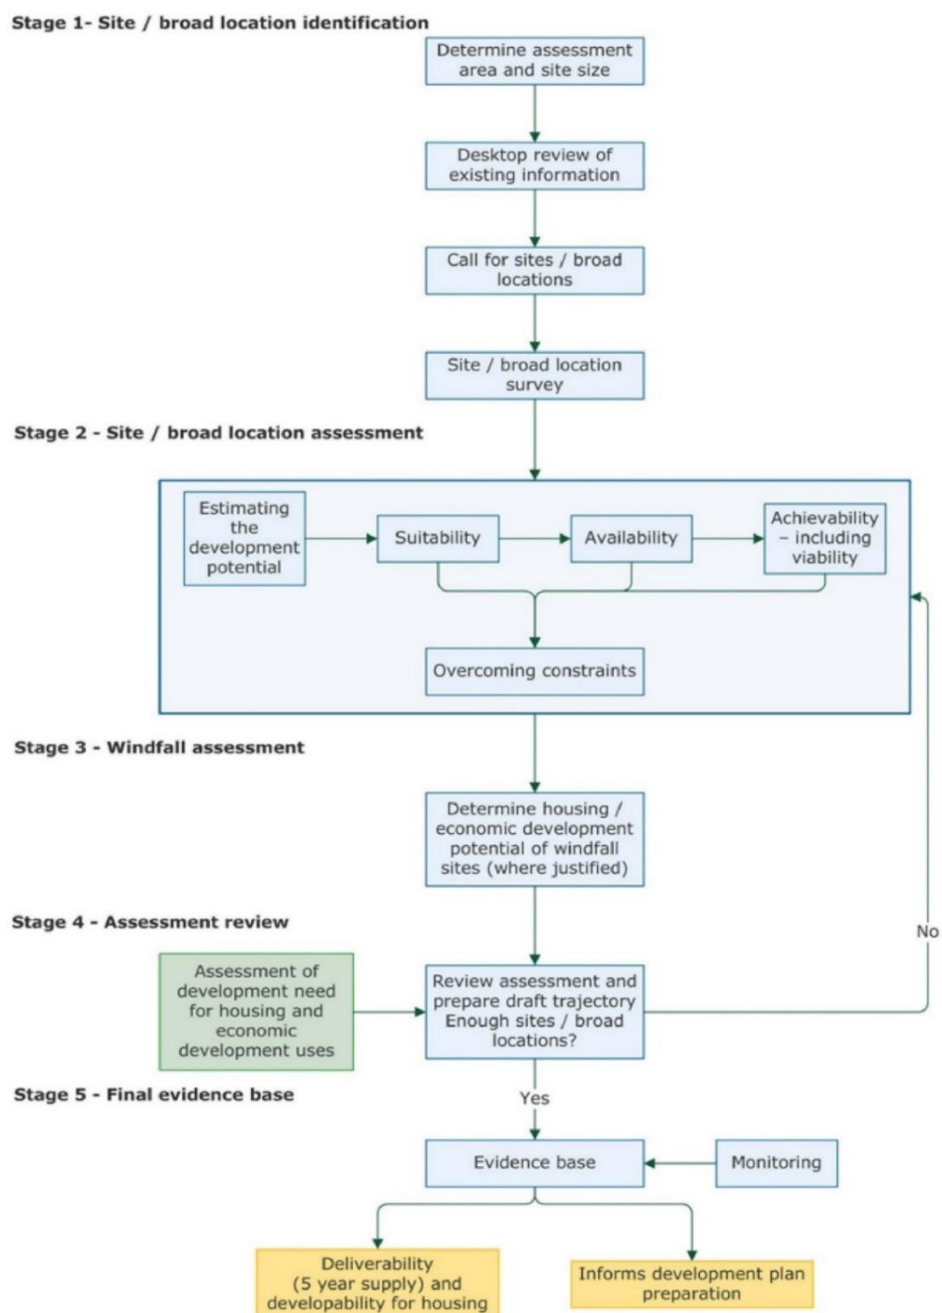 Stage 1- Site / broad location identification
Determine assessment
area and site size
Desktop review of
existing information
Call for sites / broad
locations
Site / broad location
survey
Stage 2 - Site / broad location assessment
Estimating
the
development
potential
Suitability
Availability
Achievability
– including
viability
Overcoming constraints
Stage 3 - Windfall assessment
Determine housing /
economic development
potential of windfall
sites (where justified)
Stage 4 - Assessment review
No
Assessment of
development need
for housing and
economic
development uses
Review assessment and
prepare draft trajectory
Enough sites / broad
locations?
Stage 5 - Final evidence base
Yes
Evidence base
Monitoring
Deliverability
(5 year supply) and
developability for housing
Informs development plan
preparation